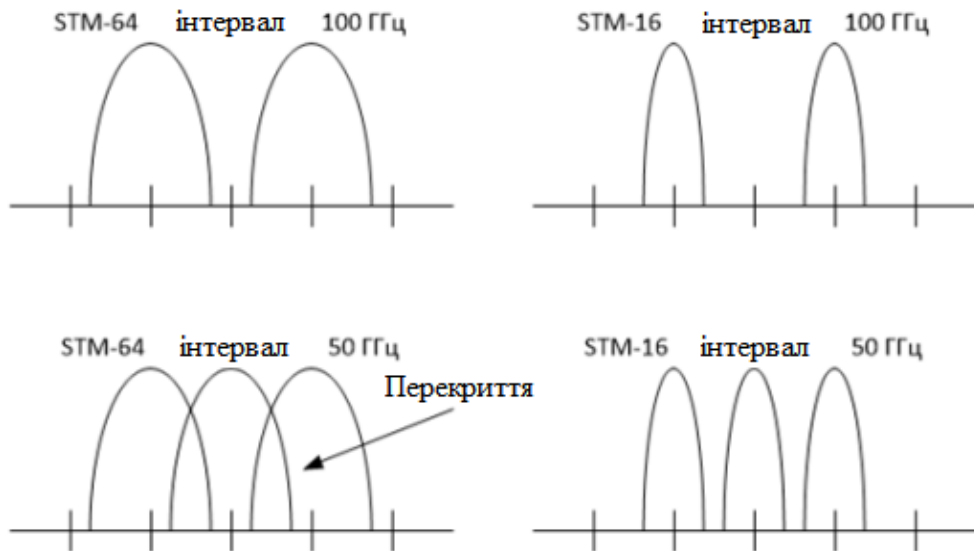 STM-64 інтервал 100 ГГц
STM-16 інтервал 100 ГГц
STM-64 інтервал 50 ГГц
Перекриття
STM-16 інтервал 50 ГГц